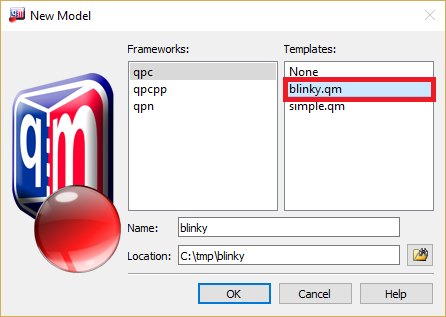 New Model
Frameworks:
qpc
qpcpp
qpn
Templates:
None
blinky.qm
simple.qm
qm
Name: blinky
Location: C:\tmp\blinky
OK Cancel Help